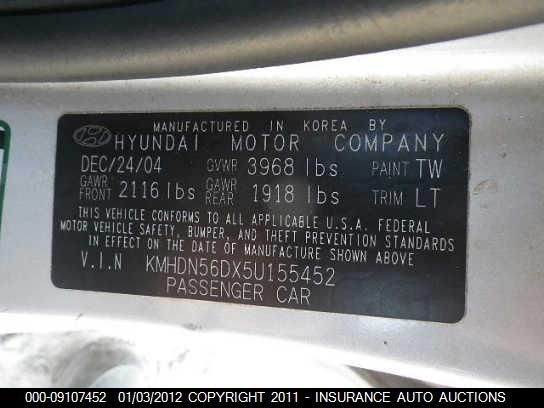 MANUFACTURED IN KOREA BY
HYUNDAI MOTOR COMPANY
DEC/24/04 GVWR 3968 lbs PAINT TW
GAWR FRONT 2116 lbs GAWR REAR 1918 lbs TRIM LT
THIS VEHICLE CONFORMS TO ALL APPLICABLE U.S.A. FEDERAL
MOTOR VEHICLE SAFETY, BUMPER, AND THEFT PREVENTION STANDARDS
IN EFFECT ON THE DATE OF MANUFACTURE SHOWN ABOVE.
V.I.N KMHDN56DX5U155452
PASSENGER CAR
000-09107452 01/03/2012 COPYRIGHT 2011 - INSURANCE AUTO AUCTIONS